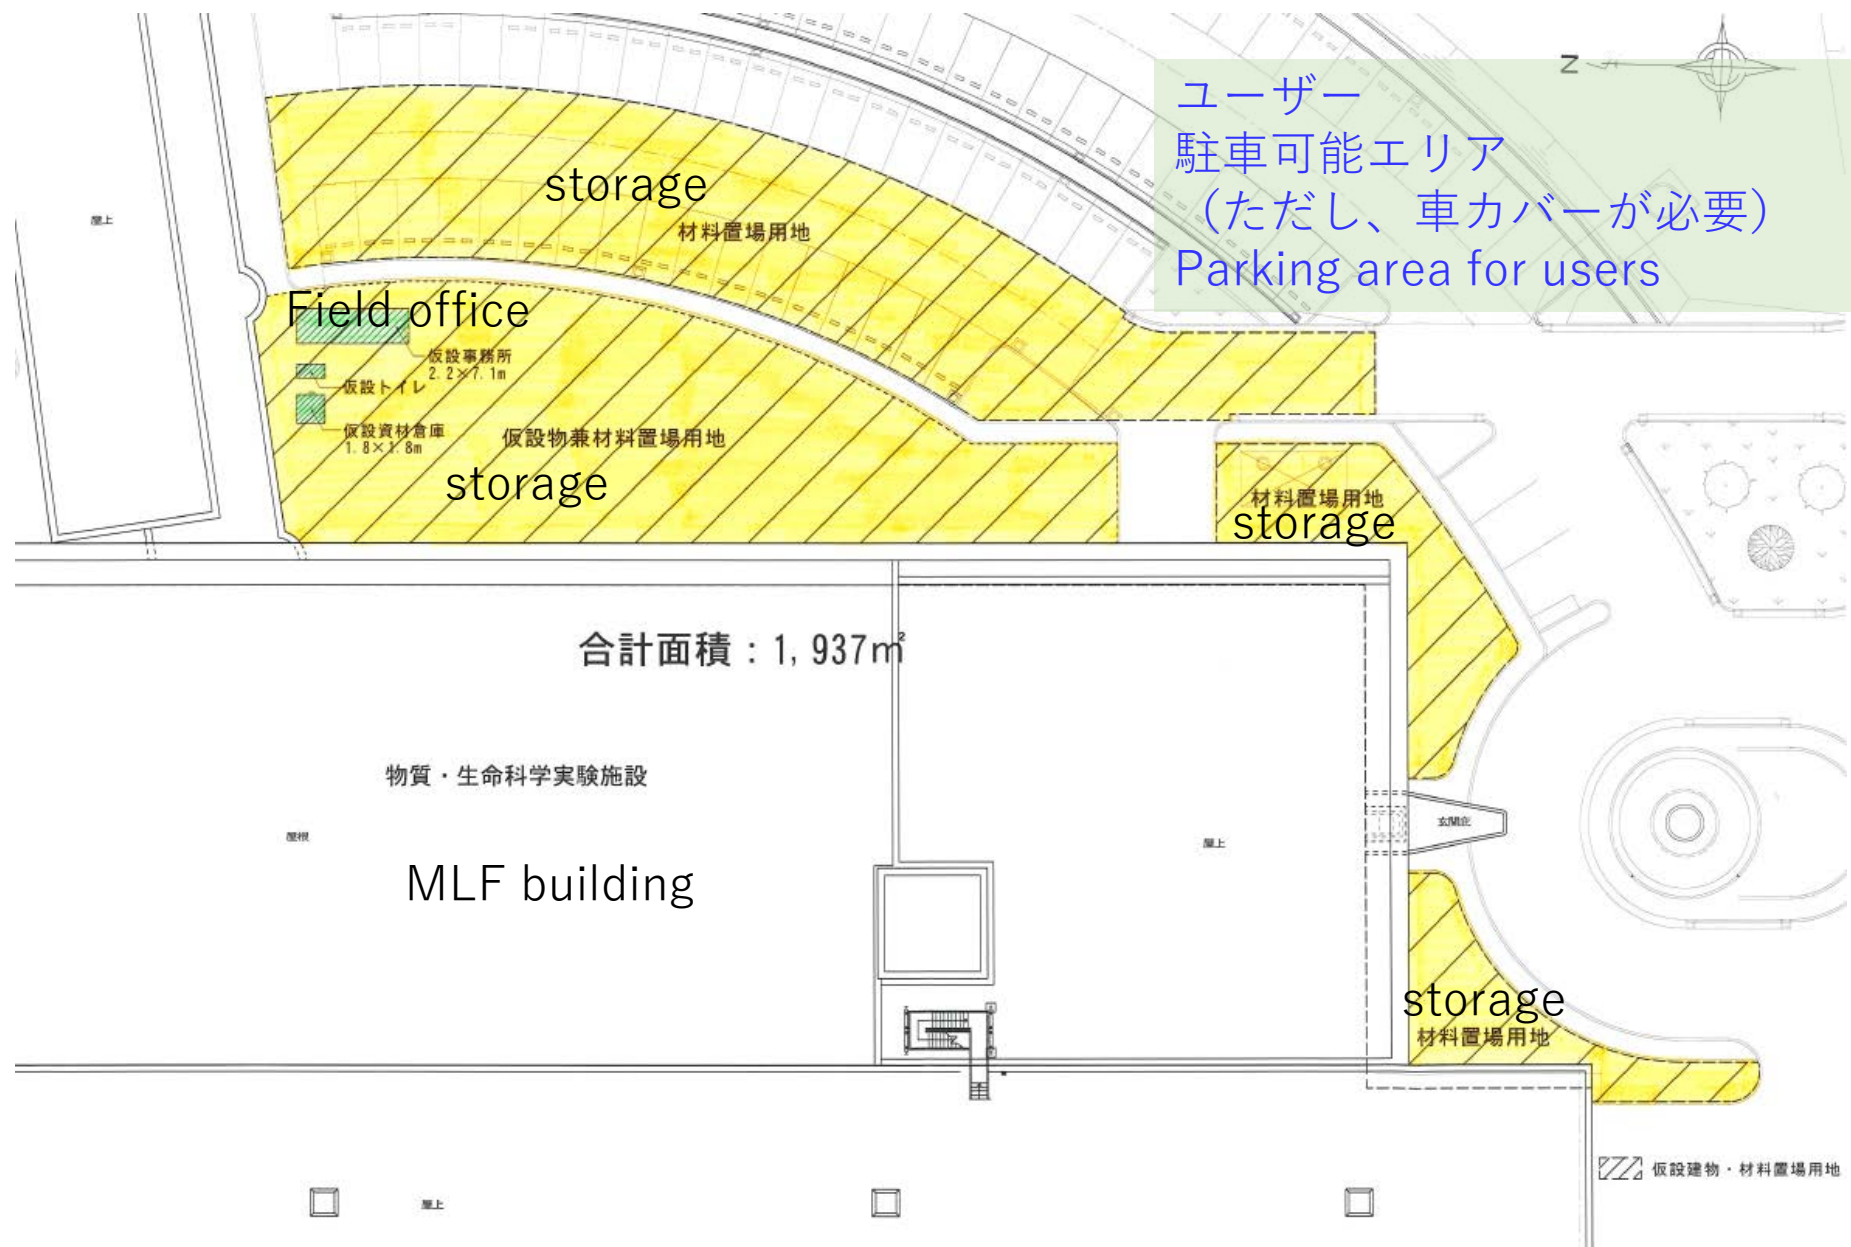 Z
ユーザー
駐車可能エリア
（ただし、車カバーが必要）
Parking area for users
storage
材料置場用地
屋上
Field office
仮設事務所
2.2×7.1m
仮設トイレ
仮設資材倉庫
1.8×1.8m
仮設物兼材料置場用地
storage
材料置場用地
storage
合計面積：1,937㎡
物質・生命科学実験施設
屋根
MLF building
屋上
storage
材料置場用地
仮設建物・材料置場用地
屋上